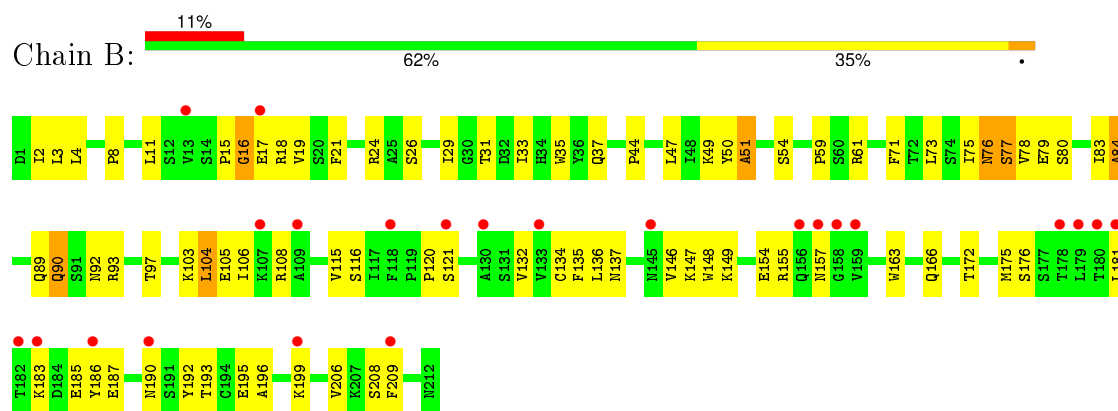 11%
Chain B:
62% 35% •
D1 I2 L3 L4 P8 L11 S12 V13 S14 P15 G16 E17 R18 V19 S20 F21 R24 A25 S26 I29 G30 T31 D32 I33 H34 W35 Y36 Q37 P44 L47 I48 K49 Y50 A51 S54 P59 S60 R61 F71 T72 L73 S74 I75 N76 S77 V78 E79 S80 I83 A84
Q89 Q90 S91 N92 R93 T97 K103 L104 E105 I106 K107 R108 A109 V115 S116 I117 F118 P119 P120 S121 A130 S131 V132 V133 C134 F135 L136 N137 N145 V146 K147 W148 K149 E154 R155 Q156 N157 G158 V159 W163 Q166 T172 M175 S176 S177 T178 L179 T180 L181
T182 K183 D184 E185 Y186 E187 N190 S191 Y192 T193 C194 E195 A196 K199 V206 K207 S208 F209 N212